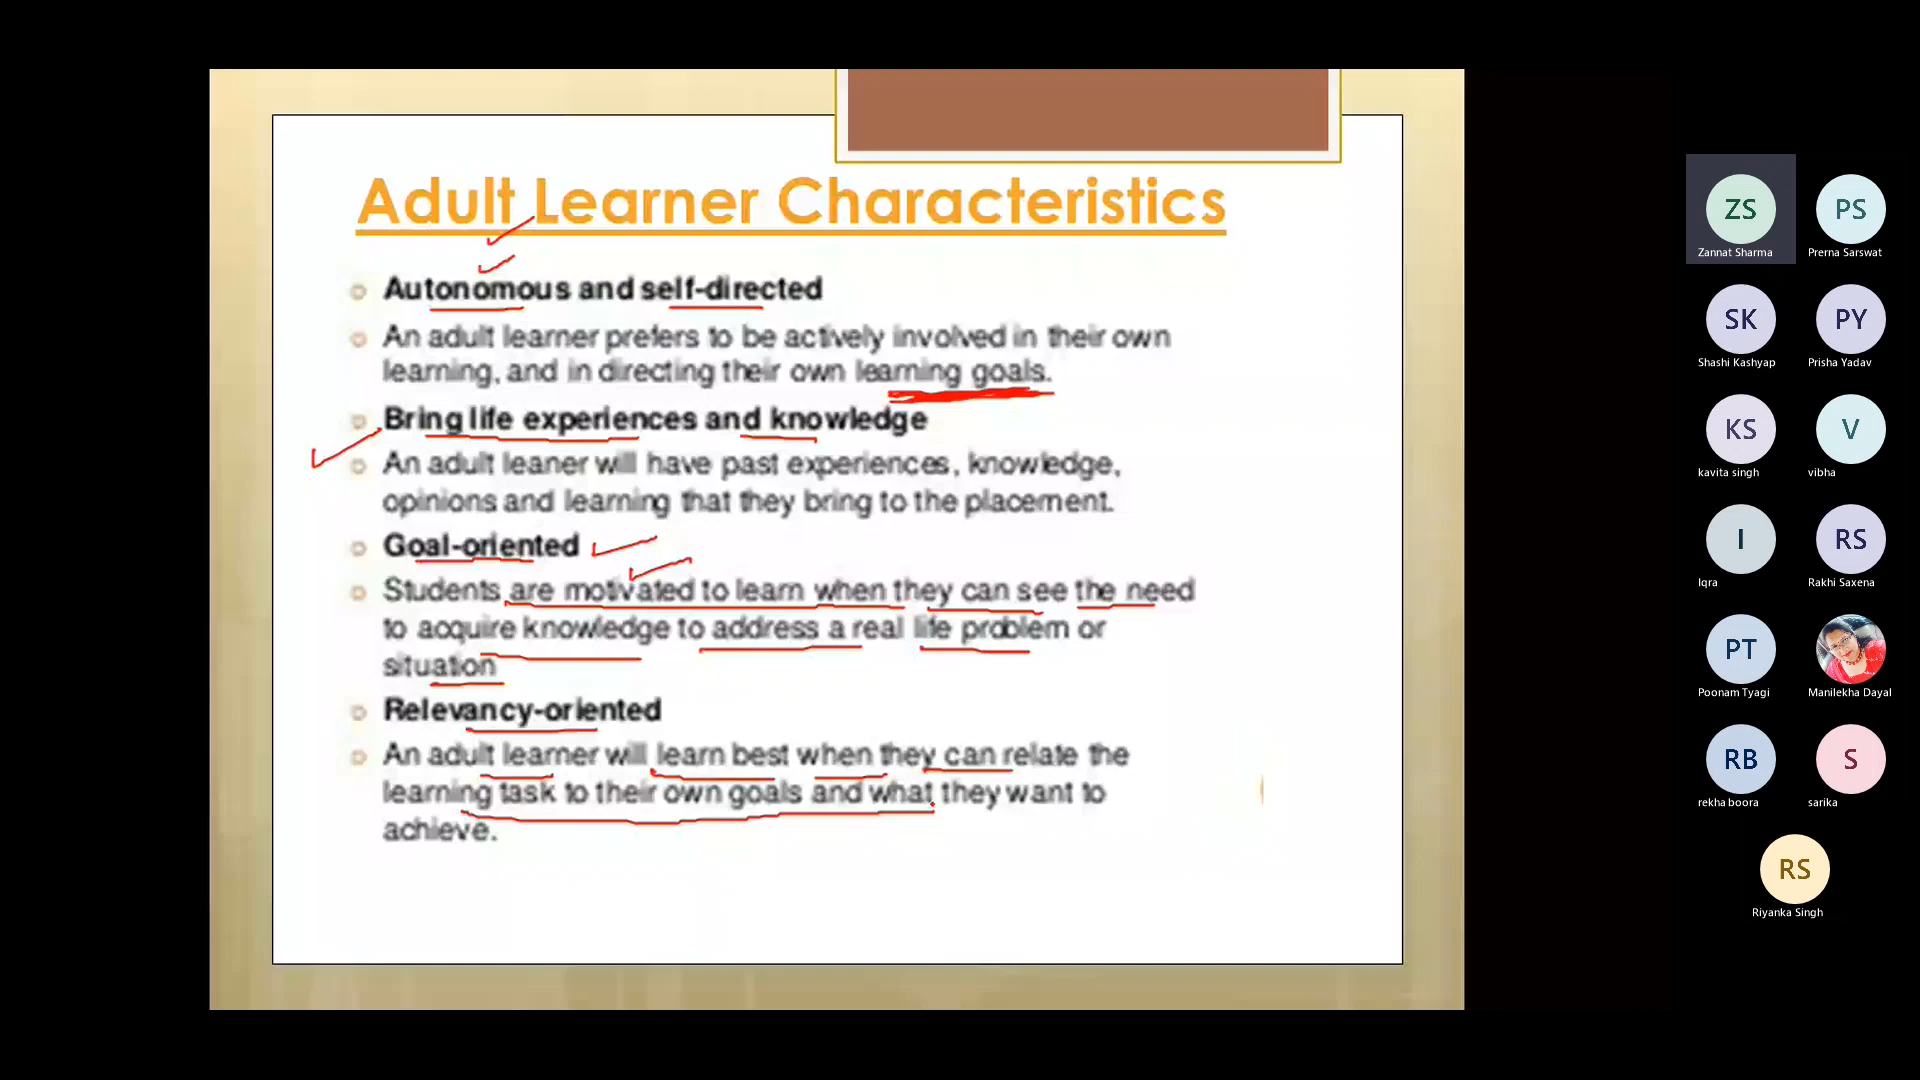 Adult Learner Characteristics
Autonomous and self-directed
An adult learner prefers to be actively involved in their own
learning, and in directing their own learning goals.
Bring life experiences and knowledge
An adult leaner will have past experiences, knowledge,
opinions and learning that they bring to the placement.
Goal-oriented
Students are motivated to learn when they can see the need
to acquire knowledge to address a real life problem or
situation
Relevancy-oriented
An adult learner will learn best when they can relate the
learning task to their own goals and what they want to
achieve.
ZS
Zannat Sharma
PS
Prerna Sarswat
SK
Shashi Kashyap
PY
Prisha Yadav
KS
kavita singh
V
vibha
I
Iqra
RS
Rakhi Saxena
PT
Poonam Tyagi
Manilekha Dayal
RB
rekha boora
S
sarika
RS
Riyanka Singh